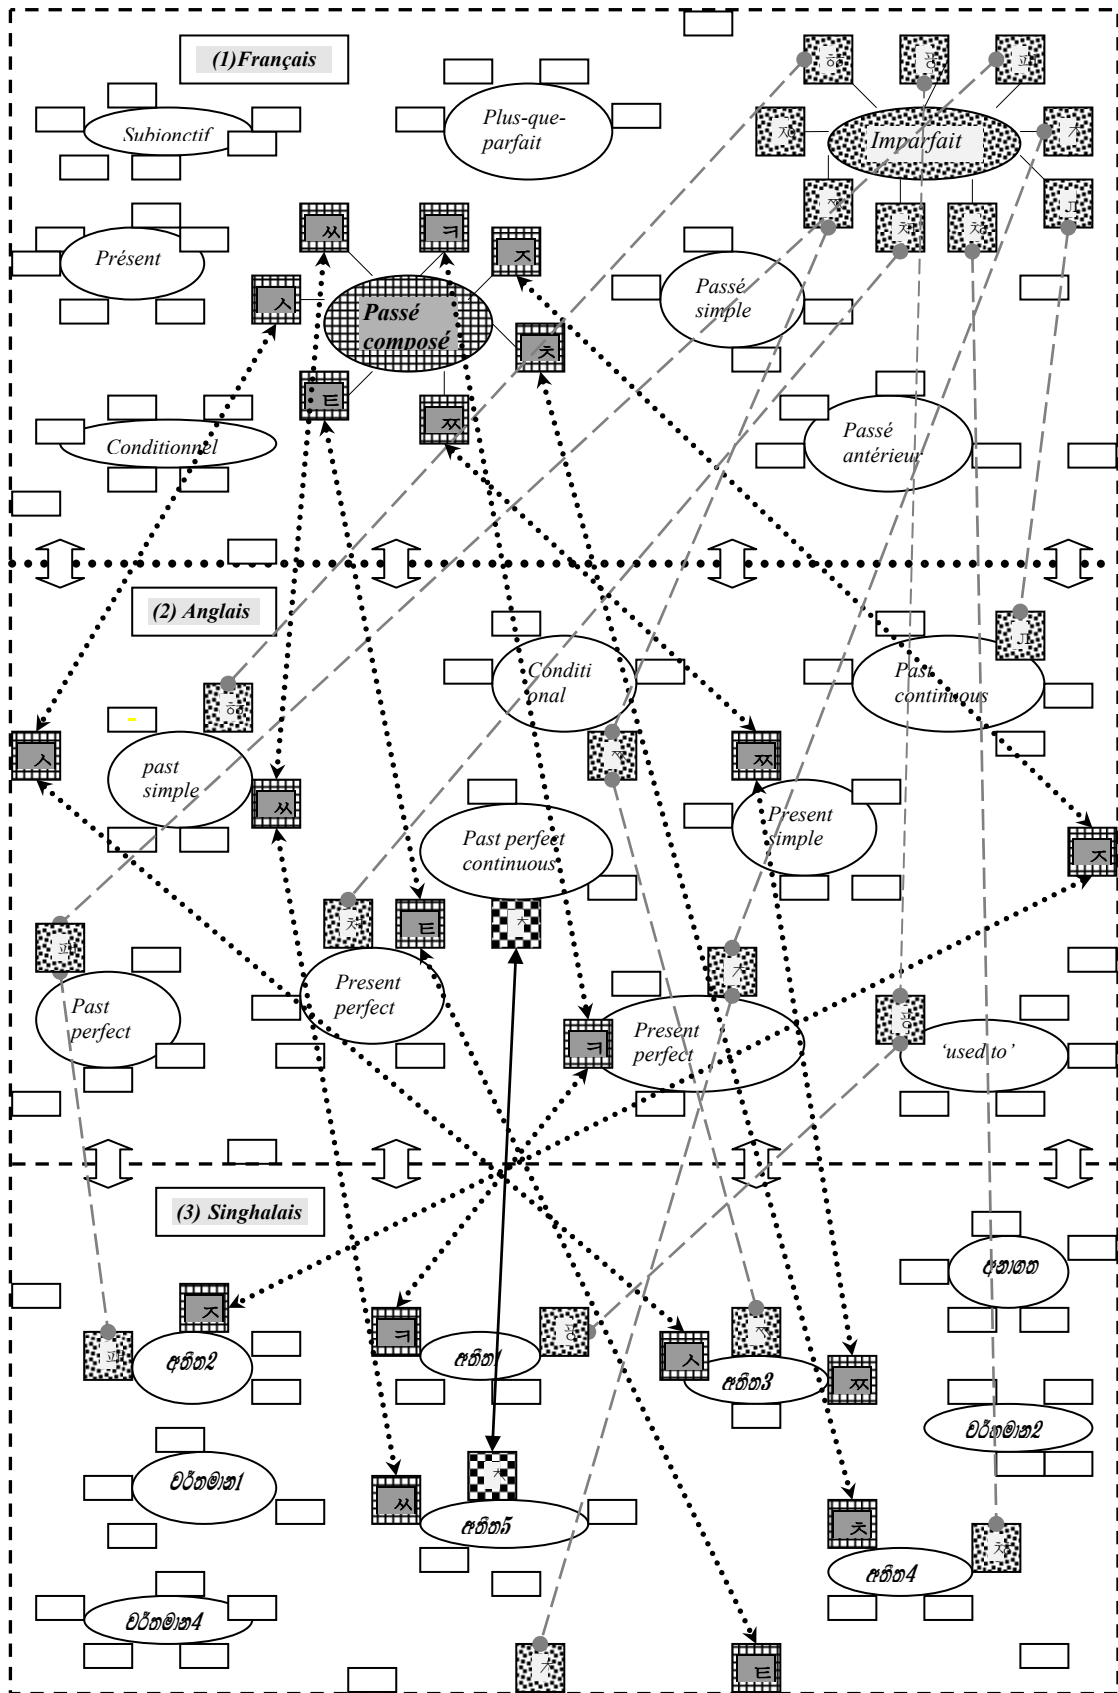 (1)Français
Subionctif
Plus-que-
parfait
Imparfait
Présent
Passé
composé
Passé
simple
Conditionnel
Passé
antérieur
ㅆ
ㅋ
ㅈ
ㅅ
ㅊ
ㅌ
ㅉ
(2) Anglais
Conditi
onal
Past
continuous
past
simple
Past perfect
continuous
Present
simple
Past
perfect
Present
perfect
Present
perfect
‘used to’
ㅅ
ㅆ
ㅉ
ㅈ
ㅌ
ㅋ
(3) Singhalais
අනාගත
අතීත2
අතීත1
අතීත3
වර්තමාන2
වර්තමාන1
අතීත5
අතීත4
වර්තමාන4
ㅈ
ㅋ
ㅅ
ㅉ
ㅆ
ㅊ
ㅌ